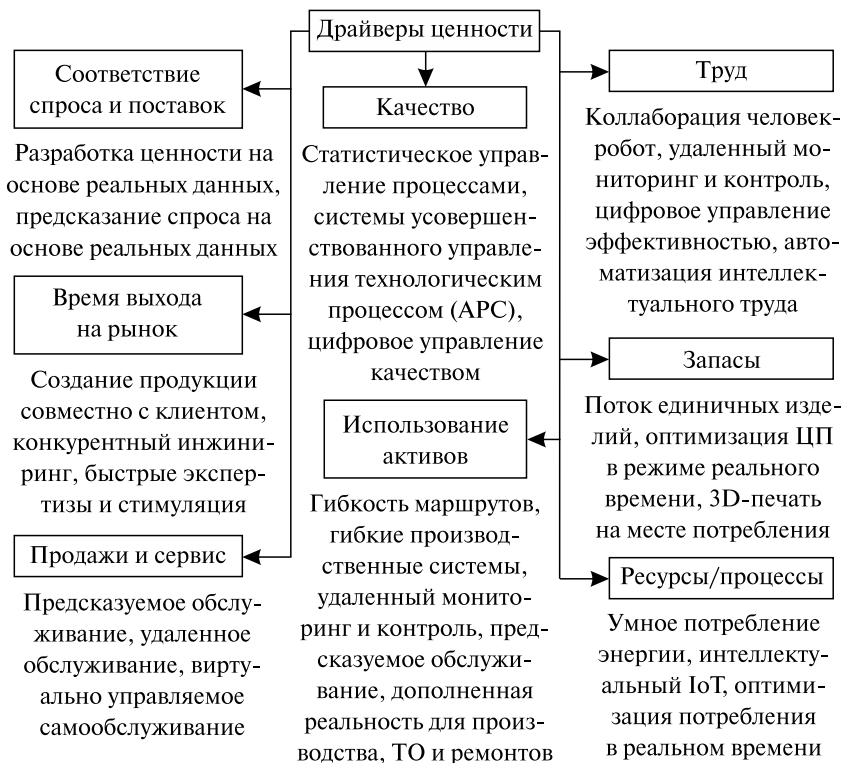 Драйверы ценности
Соответствие
спроса и поставок
Разработка ценности на
основе реальных данных,
предсказание спроса на
основе реальных данных
Время выхода
на рынок
Создание продукции
совместно с клиентом,
конкурентный инжини-
ринг, быстрые экспер-
тизы и стимуляция
Продажи и сервис
Предсказуемое обслу-
живание, удаленное
обслуживание, вирту-
ально управляемое
самообслуживание
Качество
Статистическое управ-
ление процессами,
системы усовершен-
ствованного управле-
ния технологическим
процессом (APC),
цифровое управление
качеством
Использование
активов
Гибкость маршрутов,
гибкие производ-
ственные системы,
удаленный монито-
ринг и контроль, пред-
сказуемое обслужи-
вание, дополненная
реальность для произ-
водства, ТО и ремонтов
Труд
Коллаборация человек-
робот, удаленный мо-
ниторинг и контроль,
цифровое управление
эффективностью, авто-
матизация интеллек-
туального труда
Запасы
Поток единичных изде-
лий, оптимизация ЦП
в режиме реального
времени, 3D-печать
на месте потребления
Ресурсы/процессы
Умное потребление
энергии, интеллекту-
альный IoT, оптими-
зация потребления
в реальном времени